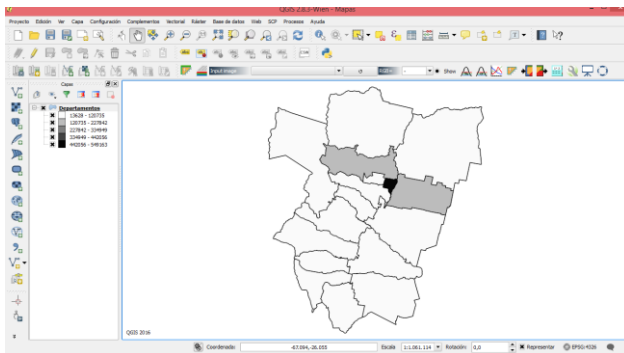 QGIS 2.8.3-Wien - Mapas
Proyecto Edición Ver Capa Configuración Complementos Vectorial Ráster Base de datos Web SCP Processa Ayuda
Capas
Departamentos
13628 - 120735
120735 - 227842
227842 - 334949
334949 - 442056
442056 - 549163
QGIS 2016
Coordenada: -67.094,-26.055 Escala 1:1.061.114 Rotación: 0,0 Representar EPSG:4326